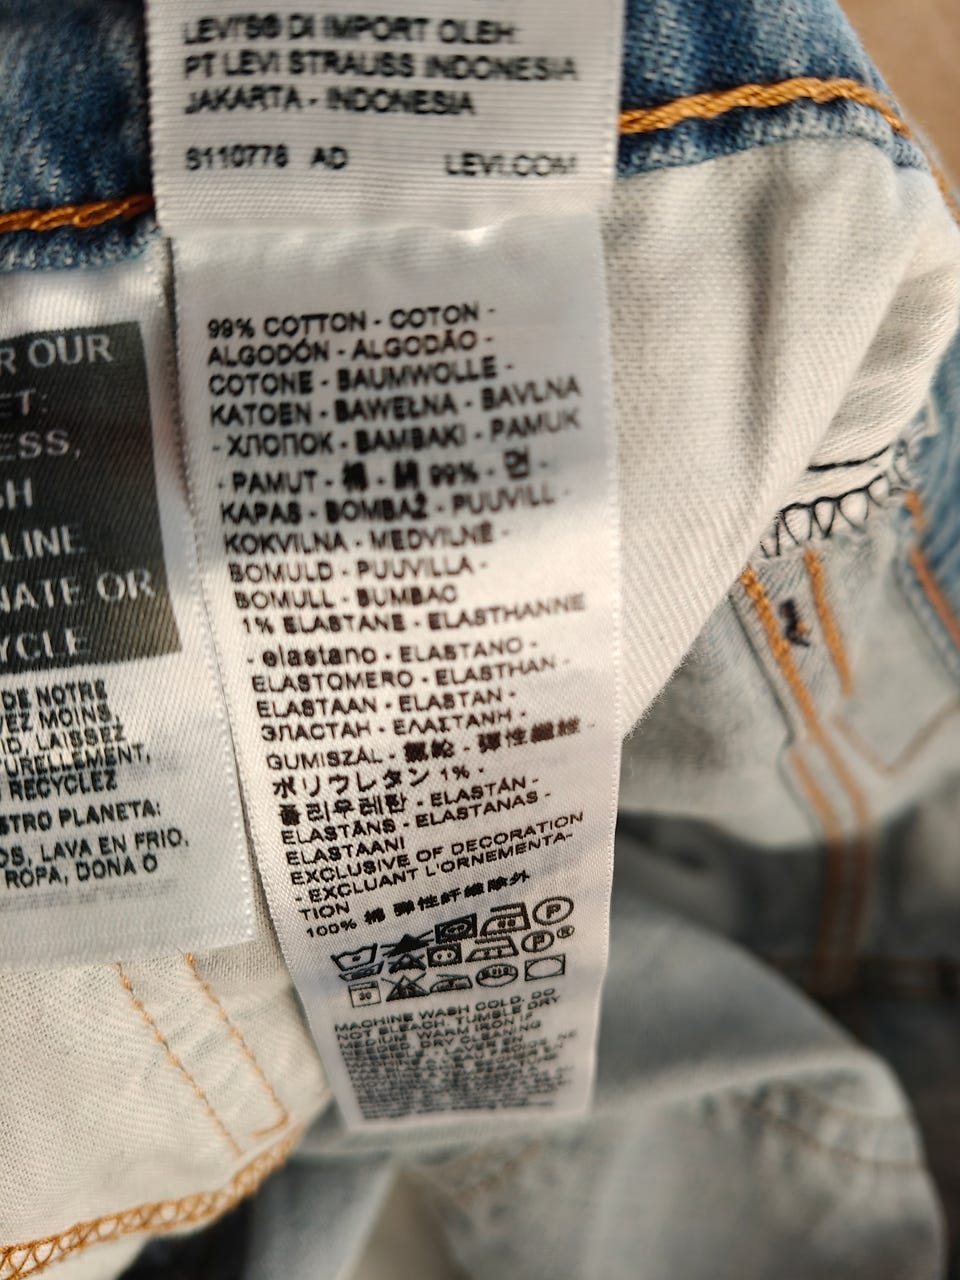 LEVI'S® DI IMPORT OLEH:
PT LEVI STRAUSS INDONESIA
JAKARTA - INDONESIA
S110778 AD LEVI.COM
99% COTTON - COTON -
ALGODÓN - ALGODÃO -
COTONE - BAUMWOLLE -
KATOEN - BAWEŁNA - BAVLNA
- ХЛОПОК - BAMBAKI - PAMUK
- PAMUT - 棉 - 綿 99% - 면 -
KAPAS - BOMBAŽ - PUUVILL -
KOKVILNA - MEDVILNĖ -
BOMULD - PUUVILLA -
BOMULL - BUMBAC
1% ELASTANE - ELASTHANNE
- elastano - ELASTANO -
ELASTOMERO - ELASTHAN -
ELASTAAN - ELASTAN -
ЭЛАСТАН - ΕΛΑΣΤΑΝΗ -
GUMISZÁL - 氨綸 - 彈性纖維 -
ポリウレタン 1% -
폴리우레탄 - ELASTÁN -
ELASTĀNS - ELASTANAS -
ELASTAANI
EXCLUSIVE OF DECORATION
- EXCLUANT L'ORNEMENTA-
TION
100% 棉 弹性纤维除外
P
P ®
30
MACHINE WASH COLD. DO
NOT BLEACH. TUMBLE DRY
MEDIUM. WARM IRON IF
NEEDED. DRY CLEANING
R OUR
ET:
ESS,
SH
LINE
NATE OR
YCLE
DE NOTRE
VEZ MOINS,
ID, LAISSEZ
TURELLEMENT,
U RECYCLEZ
STRO PLANETA:
OS, LAVA EN FRIO,
ROPA, DONA O